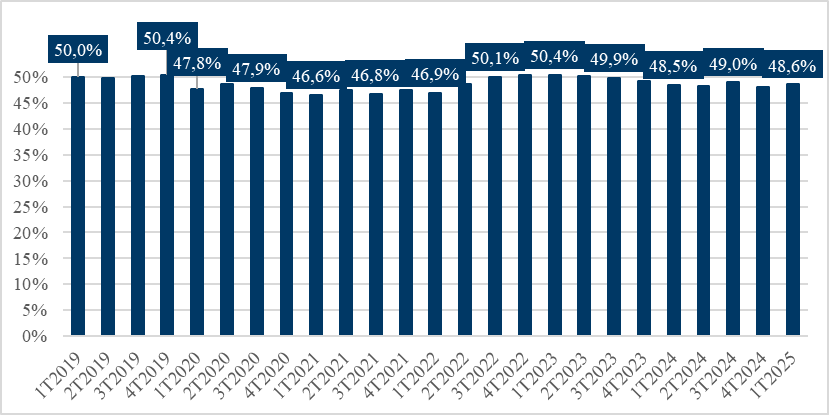 50,0%
50,4%
47,8%
47,9%
46,6%
46,8%
46,9%
50,1%
50,4%
49,9%
48,5%
49,0%
48,6%
50%
45%
40%
35%
30%
25%
20%
15%
10%
5%
0%
1T2019
2T2019
3T2019
4T2019
1T2020
2T2020
3T2020
4T2020
1T2021
2T2021
3T2021
4T2021
1T2022
2T2022
3T2022
4T2022
1T2023
2T2023
3T2023
4T2023
1T2024
2T2024
3T2024
4T2024
1T2025